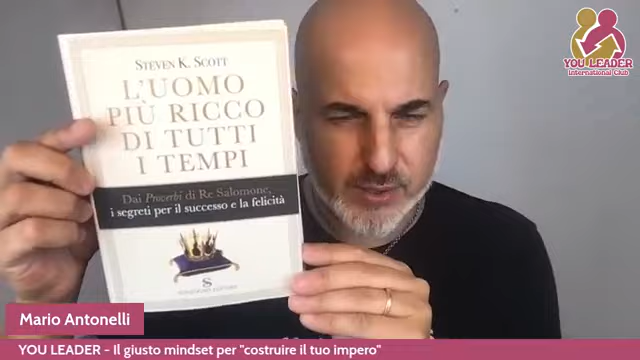 STEVEN K. SCOTT
L'UOMO
PIÙ RICCO
DI TUTTI
I TEMPI
Dai Proverbi di Re Salomone,
i segreti per il successo e la felicità
S
YOU LEADER
International Club
Mario Antonelli
YOU LEADER - Il giusto mindset per "costruire il tuo impero"